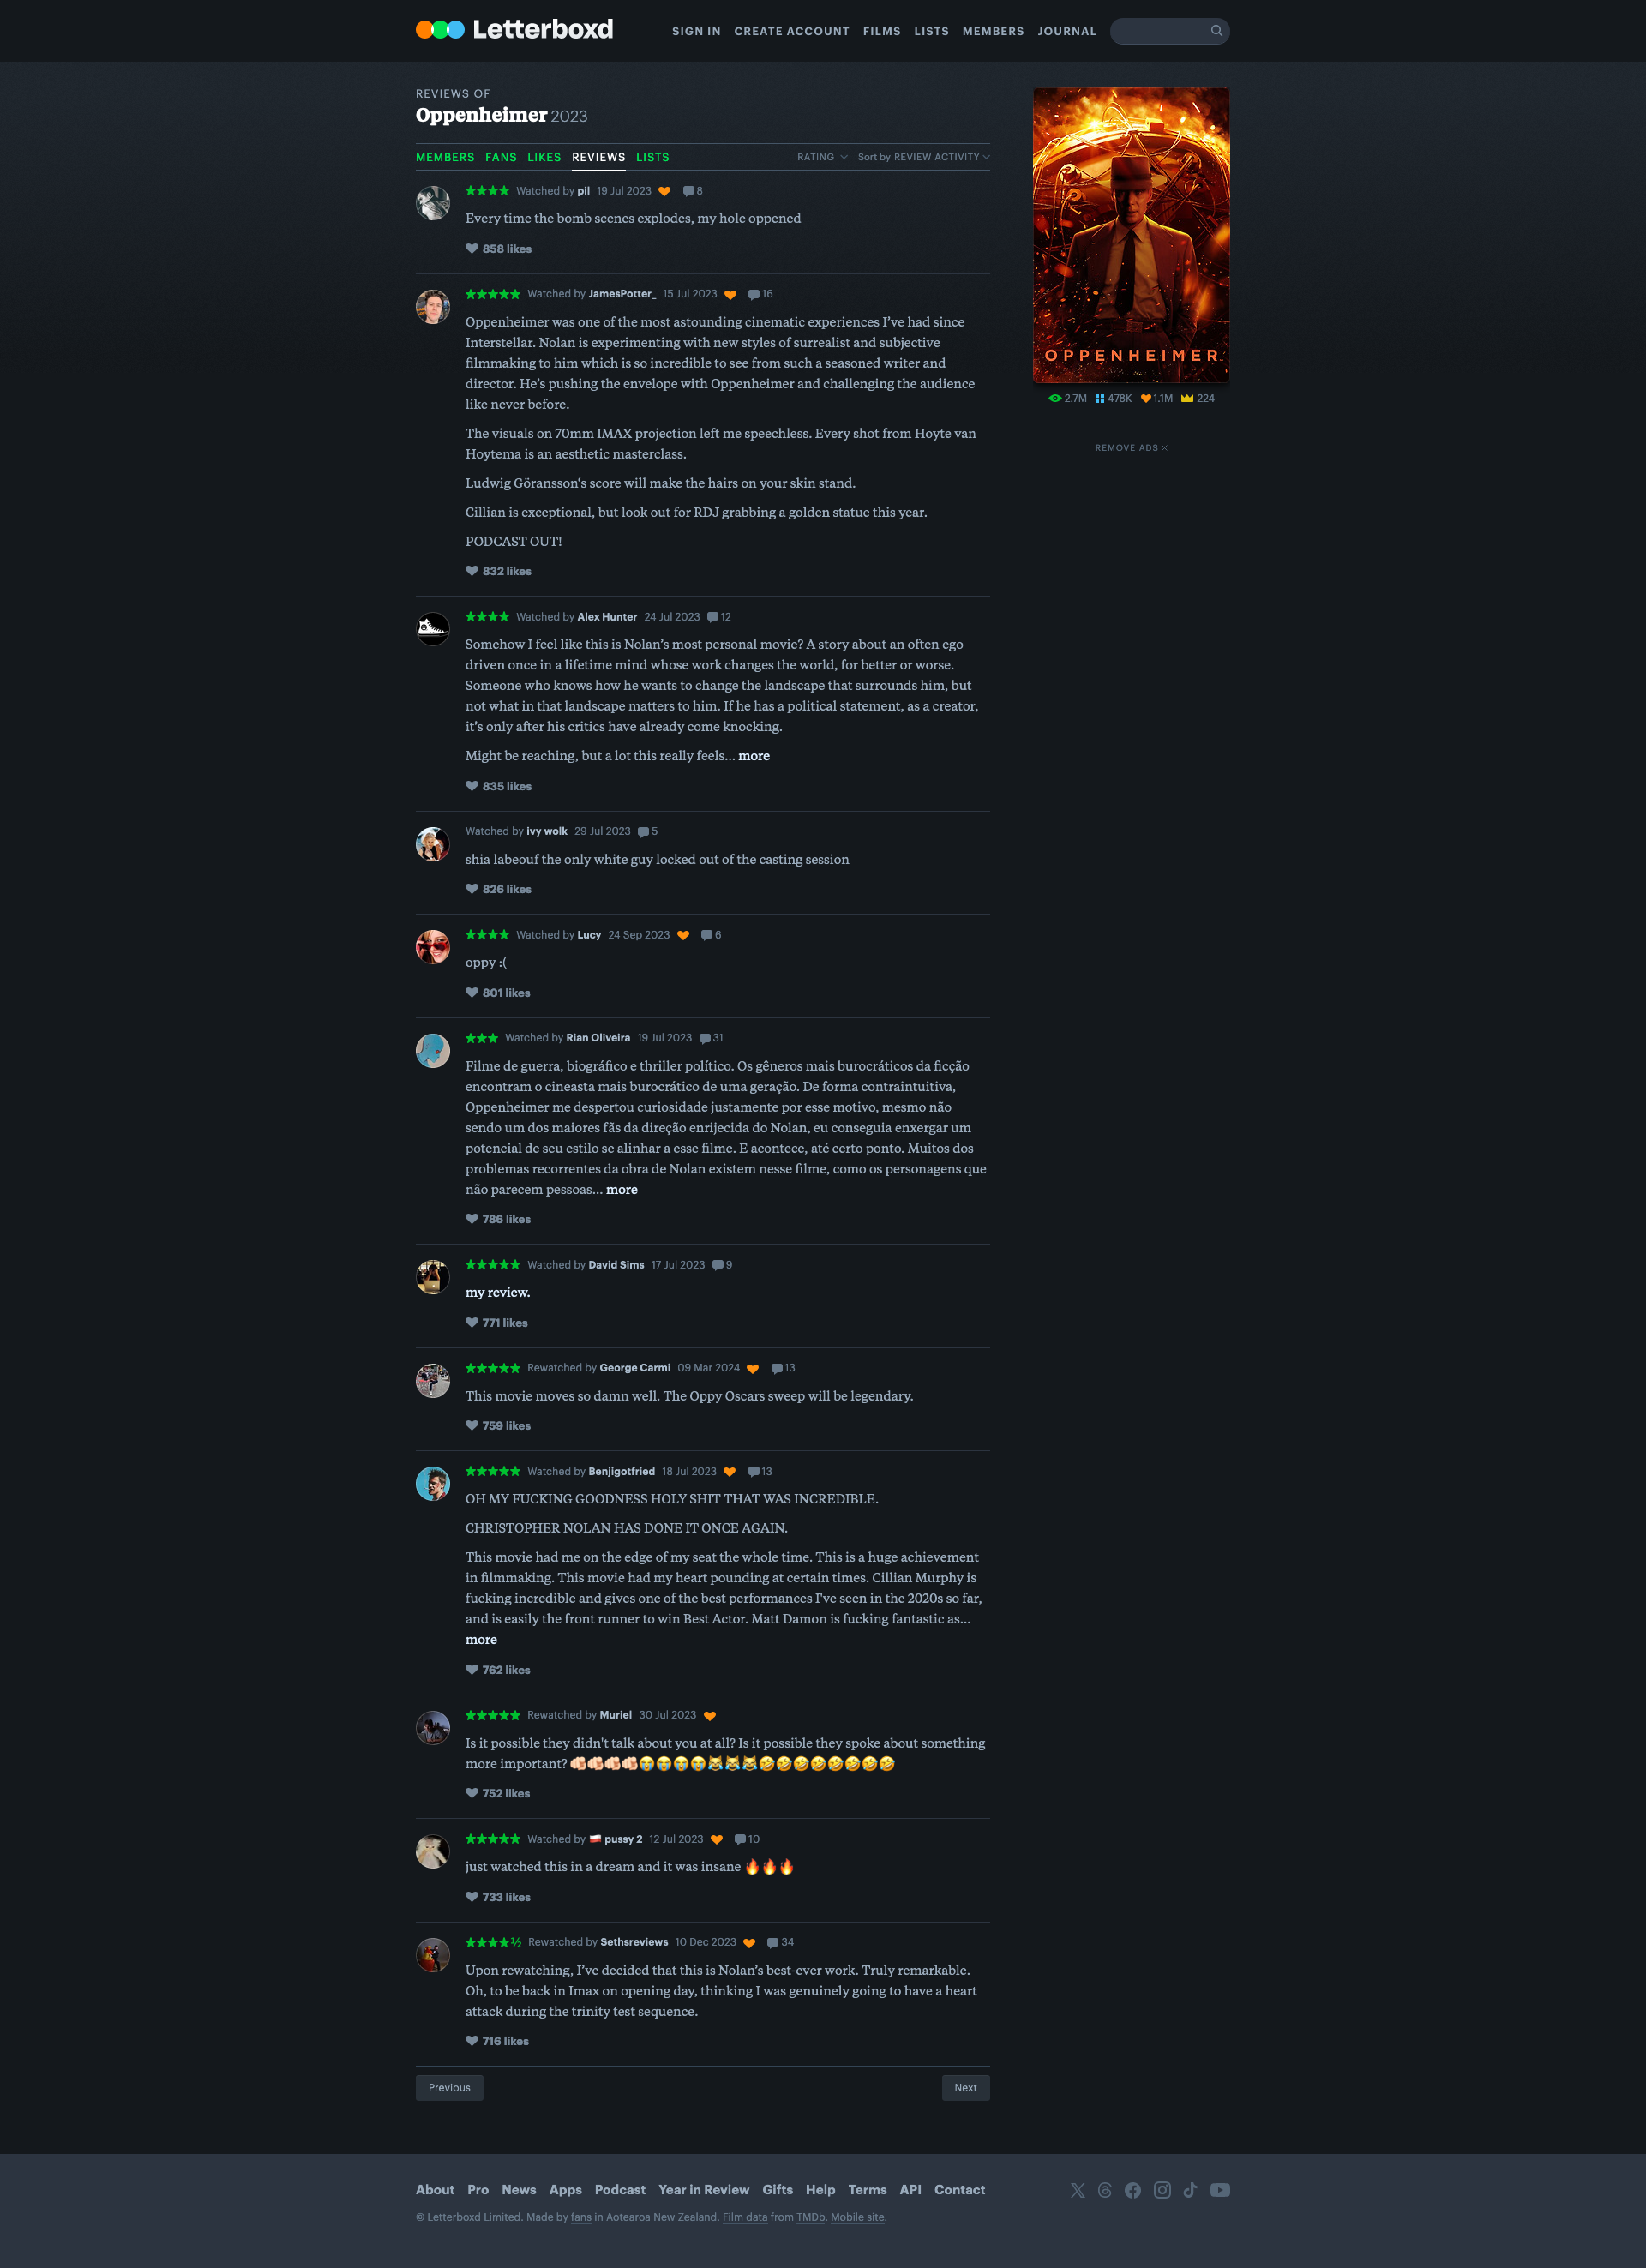 Letterboxd
SIGN IN CREATE ACCOUNT FILMS LISTS MEMBERS JOURNAL
REVIEWS OF
Oppenheimer 2023
MEMBERS FANS LIKES REVIEWS LISTS
RATING Sort by REVIEW ACTIVITY
★★★★ Watched by pil 19 Jul 2023 8
Every time the bomb scenes explodes, my hole oppened
858 likes
★★★★★ Watched by JamesPotter_ 15 Jul 2023 16
Oppenheimer was one of the most astounding cinematic experiences I’ve had since
Interstellar. Nolan is experimenting with new styles of surrealist and subjective
filmmaking to him which is so incredible to see from such a seasoned writer and
director. He’s pushing the envelope with Oppenheimer and challenging the audience
like never before.
The visuals on 70mm IMAX projection left me speechless. Every shot from Hoyte van
Hoytema is an aesthetic masterclass.
Ludwig Göransson‘s score will make the hairs on your skin stand.
Cillian is exceptional, but look out for RDJ grabbing a golden statue this year.
PODCAST OUT!
832 likes
★★★★ Watched by Alex Hunter 24 Jul 2023 12
Somehow I feel like this is Nolan’s most personal movie? A story about an often ego
driven once in a lifetime mind whose work changes the world, for better or worse.
Someone who knows how he wants to change the landscape that surrounds him, but
not what in that landscape matters to him. If he has a political statement, as a creator,
it’s only after his critics have already come knocking.
Might be reaching, but a lot this really feels… more
835 likes
Watched by ivy wolk 29 Jul 2023 5
shia labeouf the only white guy locked out of the casting session
826 likes
★★★★ Watched by Lucy 24 Sep 2023 6
oppy :(
801 likes
★★★ Watched by Rian Oliveira 19 Jul 2023 31
Filme de guerra, biográfico e thriller político. Os gêneros mais burocráticos da ficção
encontram o cineasta mais burocrático de uma geração. De forma contraintuitiva,
Oppenheimer me despertou curiosidade justamente por esse motivo, mesmo não
sendo um dos maiores fãs da direção enrijecida do Nolan, eu conseguia enxergar um
potencial de seu estilo se alinhar a esse filme. E acontece, até certo ponto. Muitos dos
problemas recorrentes da obra de Nolan existem nesse filme, como os personagens que
não parecem pessoas… more
786 likes
★★★★★ Watched by David Sims 17 Jul 2023 9
my review.
771 likes
★★★★★ Rewatched by George Carmi 09 Mar 2024 13
This movie moves so damn well. The Oppy Oscars sweep will be legendary.
759 likes
★★★★★ Watched by Benjigotfried 18 Jul 2023 13
OH MY FUCKING GOODNESS HOLY SHIT THAT WAS INCREDIBLE.
CHRISTOPHER NOLAN HAS DONE IT ONCE AGAIN.
This movie had me on the edge of my seat the whole time. This is a huge achievement
in filmmaking. This movie had my heart pounding at certain times. Cillian Murphy is
fucking incredible and gives one of the best performances I've seen in the 2020s so far,
and is easily the front runner to win Best Actor. Matt Damon is fucking fantastic as…
more
762 likes
★★★★★ Rewatched by Muriel 30 Jul 2023
Is it possible they didn't talk about you at all? Is it possible they spoke about something
more important? 👊🏻👊🏻👊🏻👊🏻😭😭😭😭😹😹😹🤣🤣🤣🤣🤣🤣🤣🤣
752 likes
★★★★★ Watched by pussy 2 12 Jul 2023 10
just watched this in a dream and it was insane 🔥🔥🔥
733 likes
★★★★½ Rewatched by Sethsreviews 10 Dec 2023 34
Upon rewatching, I’ve decided that this is Nolan’s best-ever work. Truly remarkable.
Oh, to be back in Imax on opening day, thinking I was genuinely going to have a heart
attack during the trinity test sequence.
716 likes
Previous Next
OPPENHEIMER
2.7M 478K 1.1M 224
REMOVE ADS
About Pro News Apps Podcast Year in Review Gifts Help Terms API Contact
© Letterboxd Limited. Made by fans in Aotearoa New Zealand. Film data from TMDb. Mobile site.